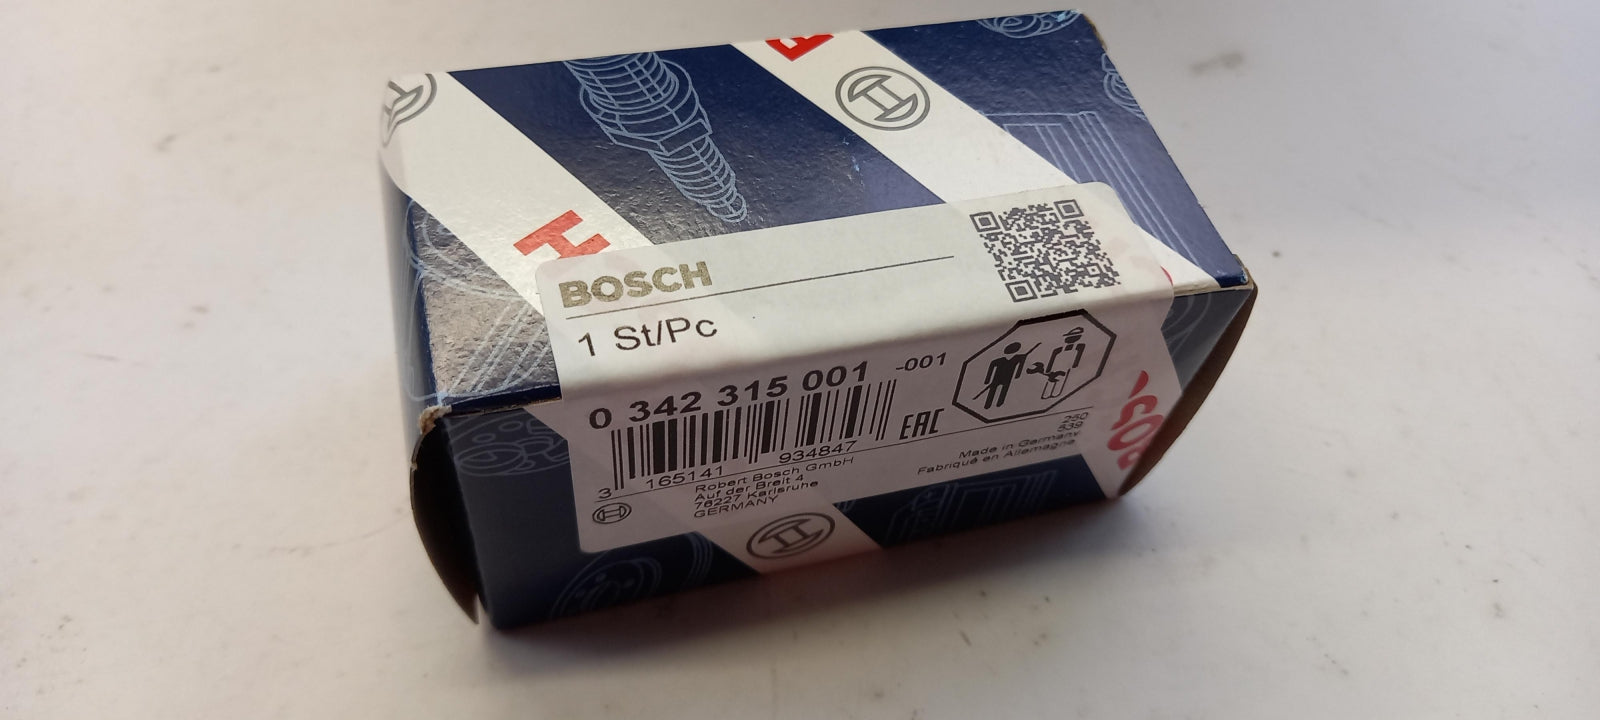 H
BOSCH
1 St/Pc
0 342 315 001 -001
EAC
3 165141 934847
Robert Bosch GmbH
Auf der Breit 4
76227 Karlsruhe
GERMANY
250
539
Made in Germany
Fabriqué en Allemagne